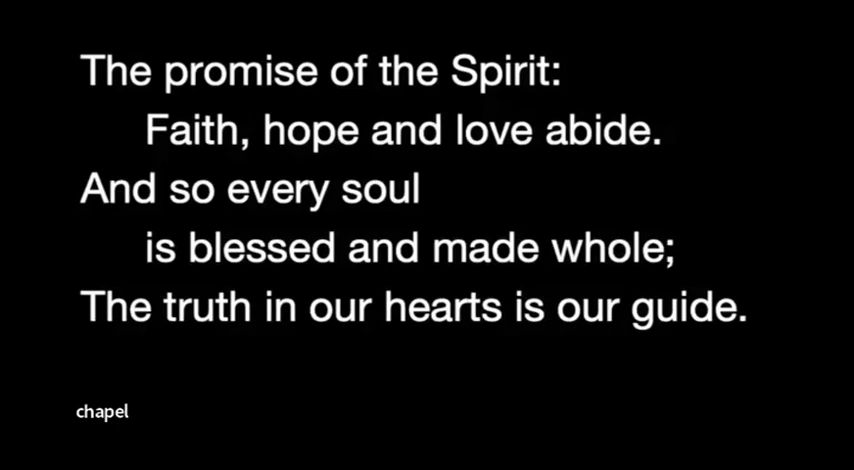 The promise of the Spirit:
Faith, hope and love abide.
And so every soul
is blessed and made whole;
The truth in our hearts is our guide.
chapel